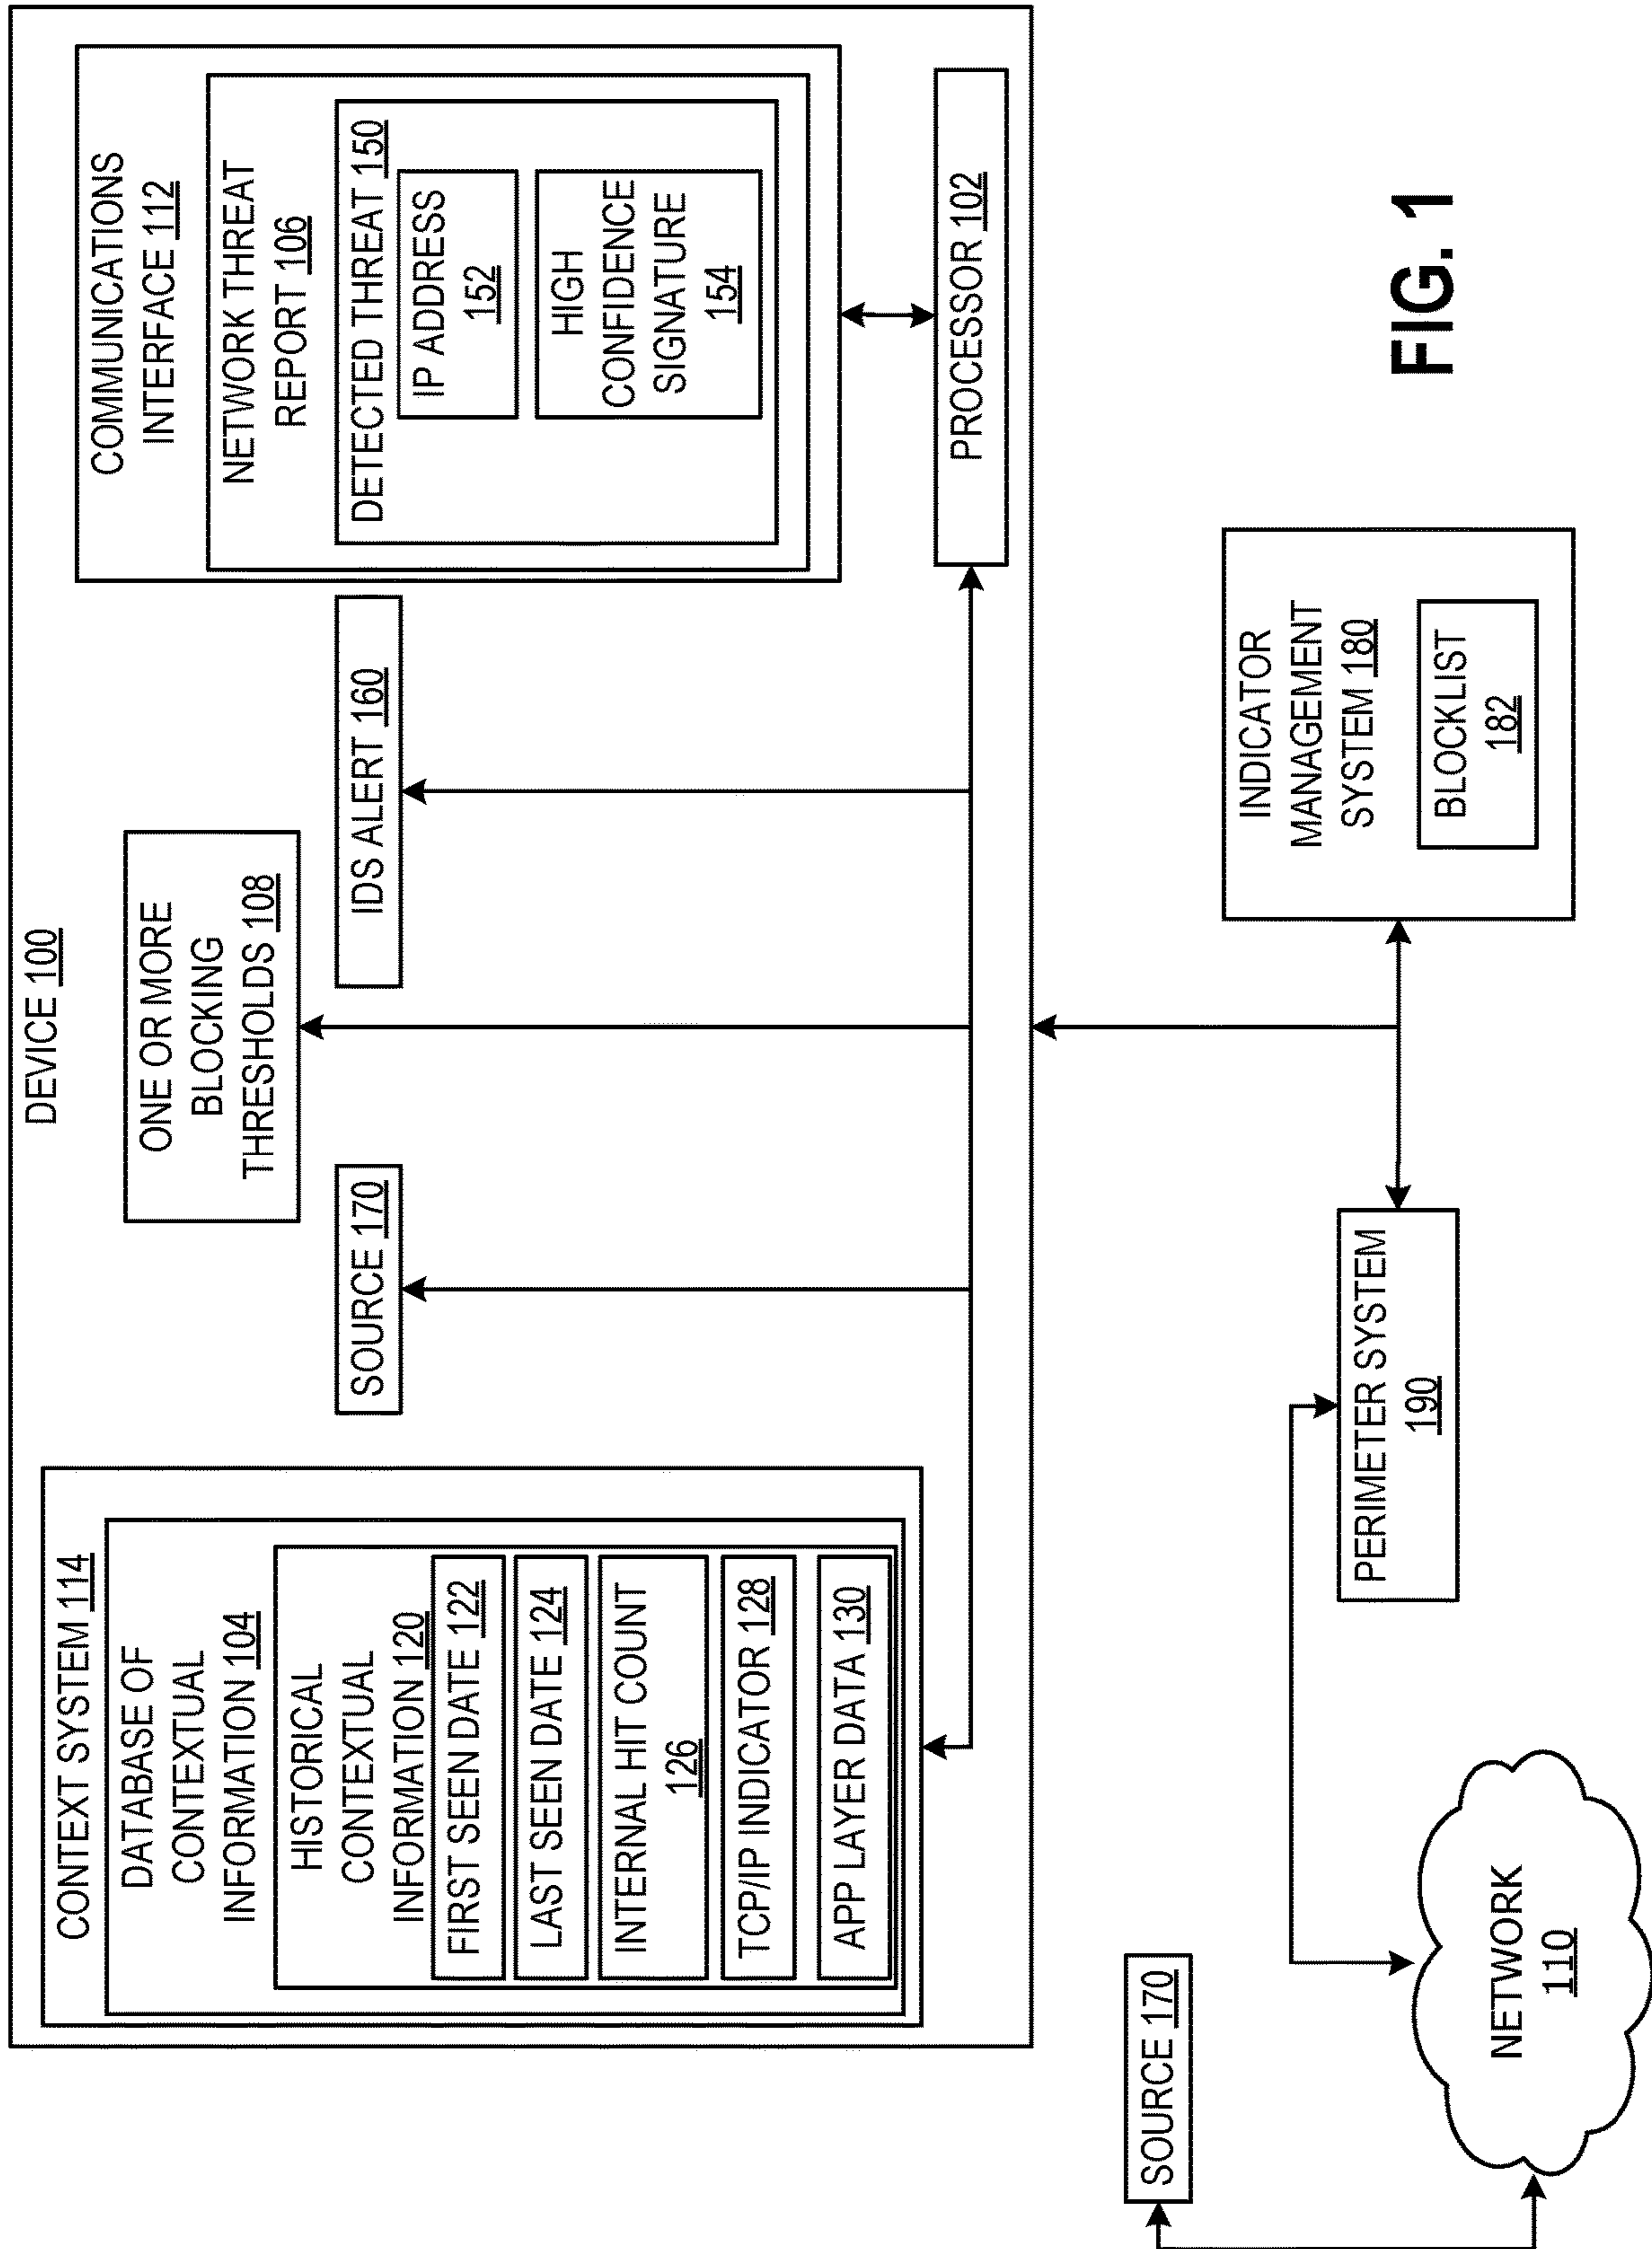 DEVICE 100
CONTEXT SYSTEM 114
DATABASE OF
CONTEXTUAL
INFORMATION 104
HISTORICAL
CONTEXTUAL
INFORMATION 120
FIRST SEEN DATE 122
LAST SEEN DATE 124
INTERNAL HIT COUNT
126
TCP/IP INDICATOR 128
APP LAYER DATA 130
SOURCE 170
ONE OR MORE
BLOCKING
THRESHOLDS 108
IDS ALERT 160
COMMUNICATIONS
INTERFACE 112
NETWORK THREAT
REPORT 106
DETECTED THREAT 150
IP ADDRESS
152
HIGH
CONFIDENCE
SIGNATURE
154
PROCESSOR 102
SOURCE 170
NETWORK
110
PERIMETER SYSTEM
190
INDICATOR
MANAGEMENT
SYSTEM 180
BLOCKLIST
182
FIG. 1